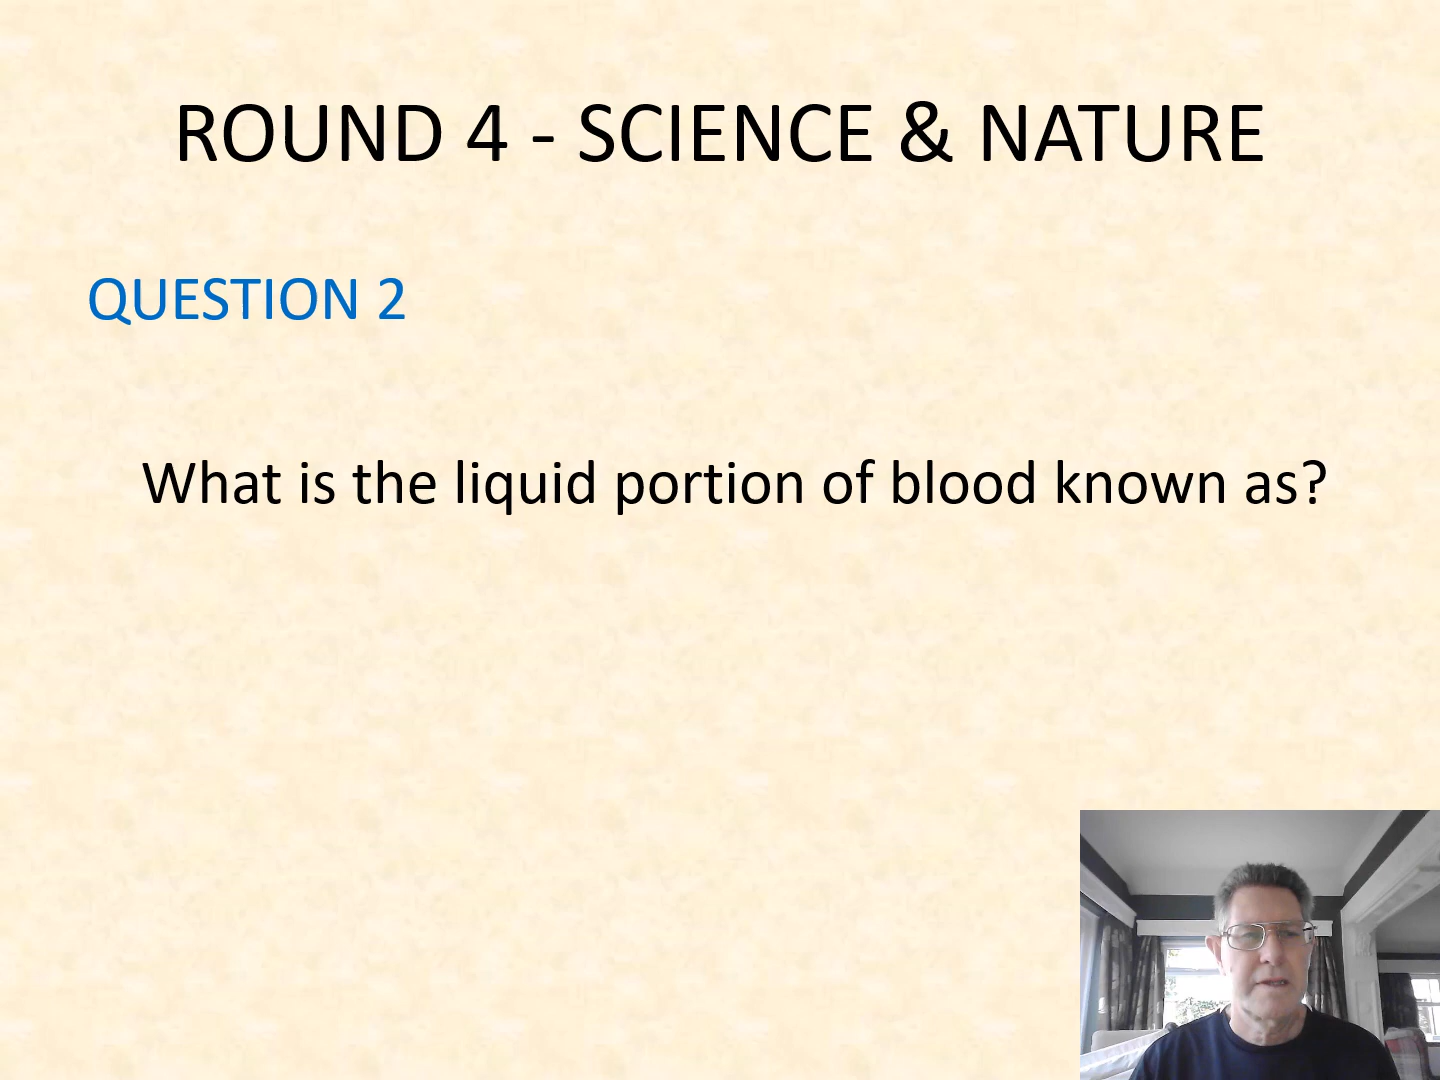 ROUND 4 - SCIENCE & NATURE
QUESTION 2
What is the liquid portion of blood known as?